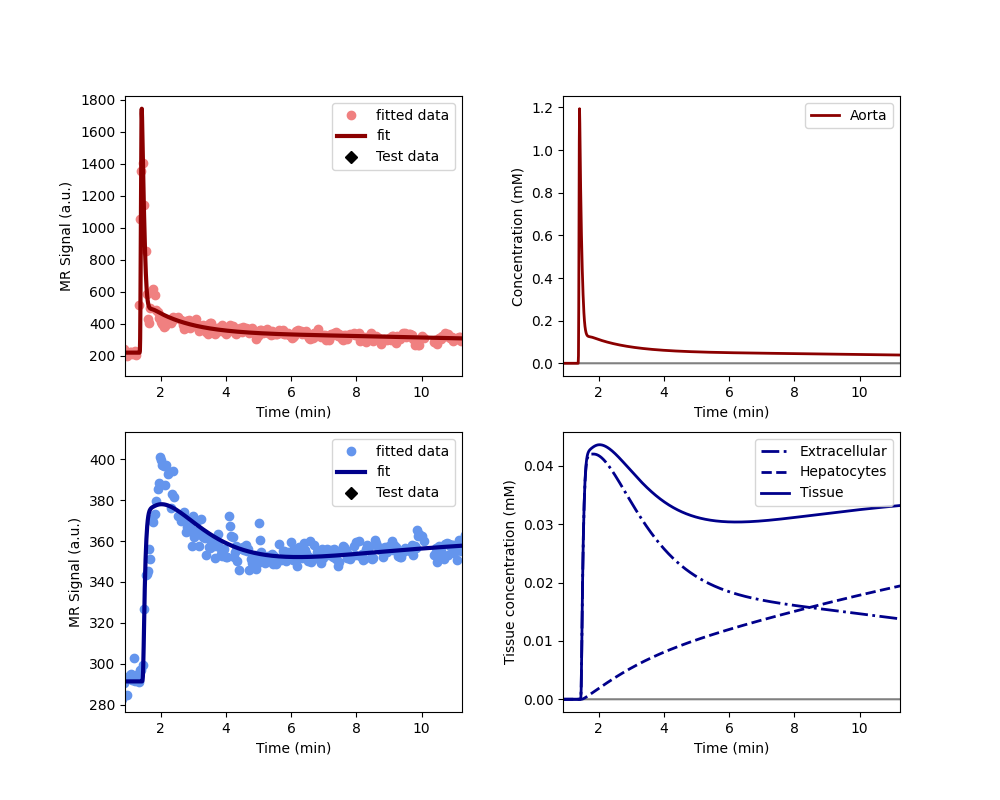 1800
1600
1400
1200
1000
800
600
400
200
MR Signal (a.u.)
2 4 6 8 10
Time (min)
fitted data
fit
Test data
1.2
1.0
0.8
0.6
0.4
0.2
0.0
Concentration (mM)
2 4 6 8 10
Time (min)
Aorta
400
380
360
340
320
300
280
MR Signal (a.u.)
2 4 6 8 10
Time (min)
fitted data
fit
Test data
0.04
0.03
0.02
0.01
0.00
Tissue concentration (mM)
2 4 6 8 10
Time (min)
Extracellular
Hepatocytes
Tissue